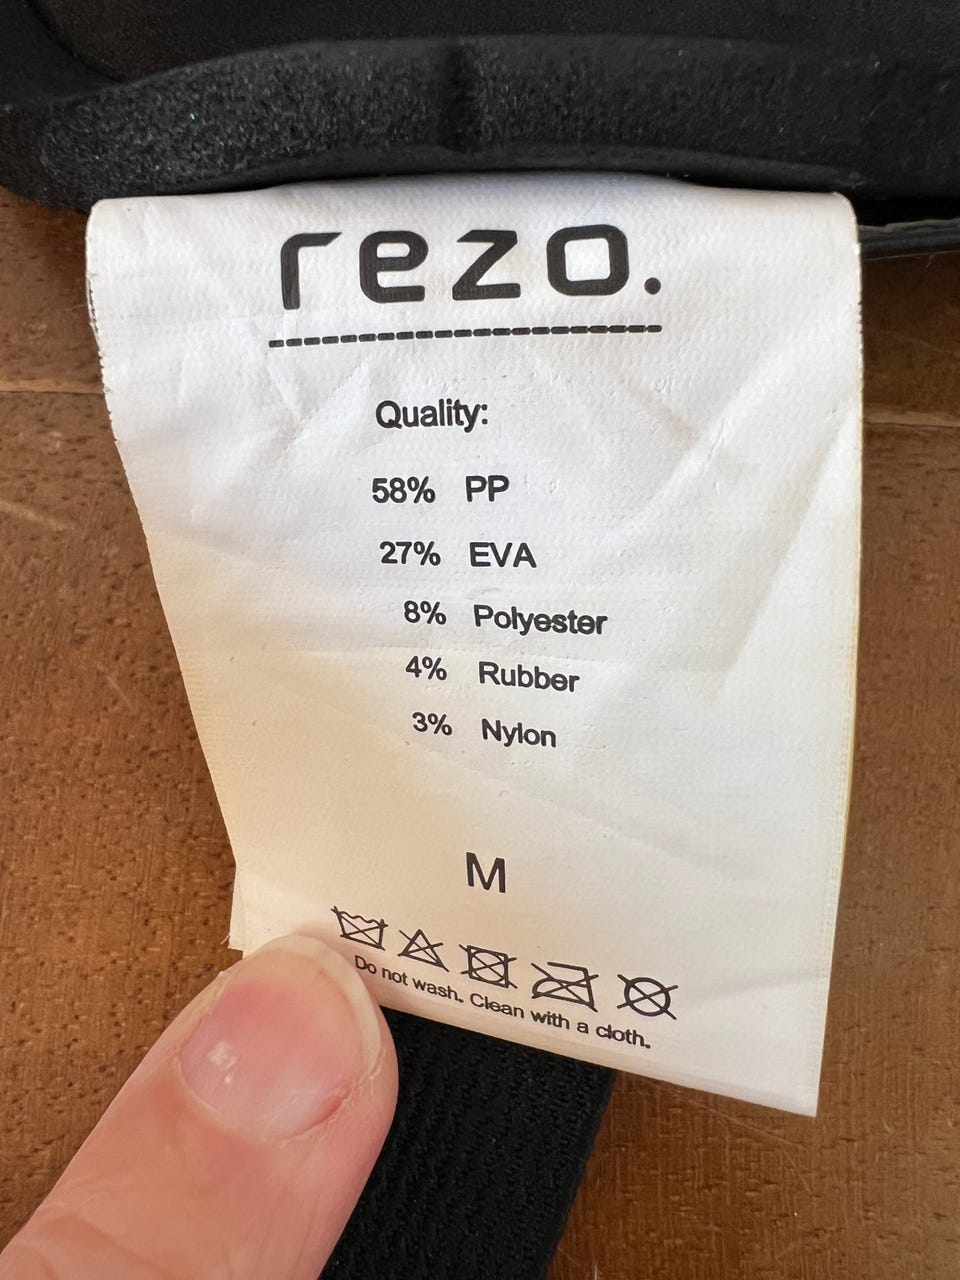 rezo.
Quality:
58% PP
27% EVA
8% Polyester
4% Rubber
3% Nylon
M
Do not wash. Clean with a cloth.